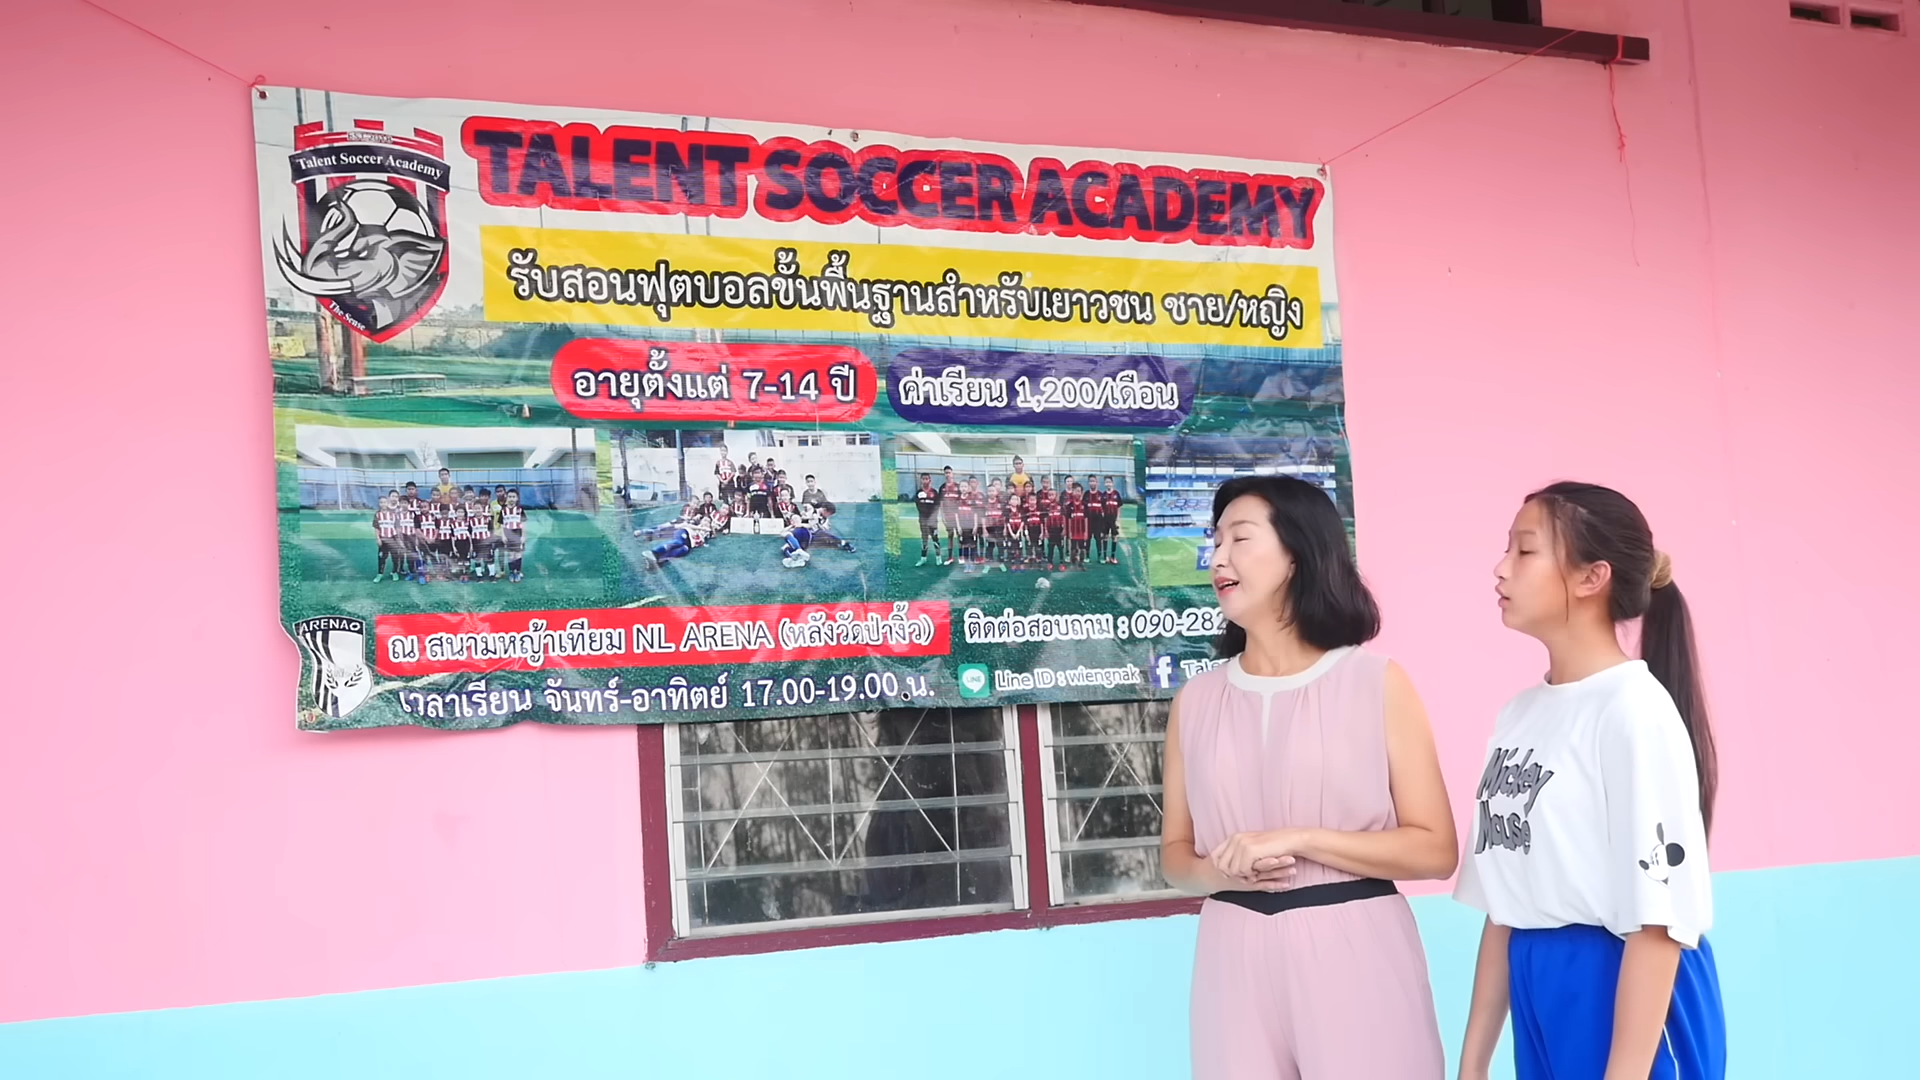 EST.2018
Talent Soccer Academy
The Sense
TALENT SOCCER ACADEMY
รับสอนฟุตบอลขั้นพื้นฐานสำหรับเยาวชน ชาย/หญิง
อายุตั้งแต่ 7-14 ปี
ค่าเรียน 1,200/เดือน
ARENA
ณ สนามหญ้าเทียม NL ARENA (หลังวัดป่างิ้ว)
ติดต่อสอบถาม : 090-282
เวลาเรียน จันทร์-อาทิตย์ 17.00-19.00 น.
LINE
Line ID : wiengnak
Mickey
Mouse